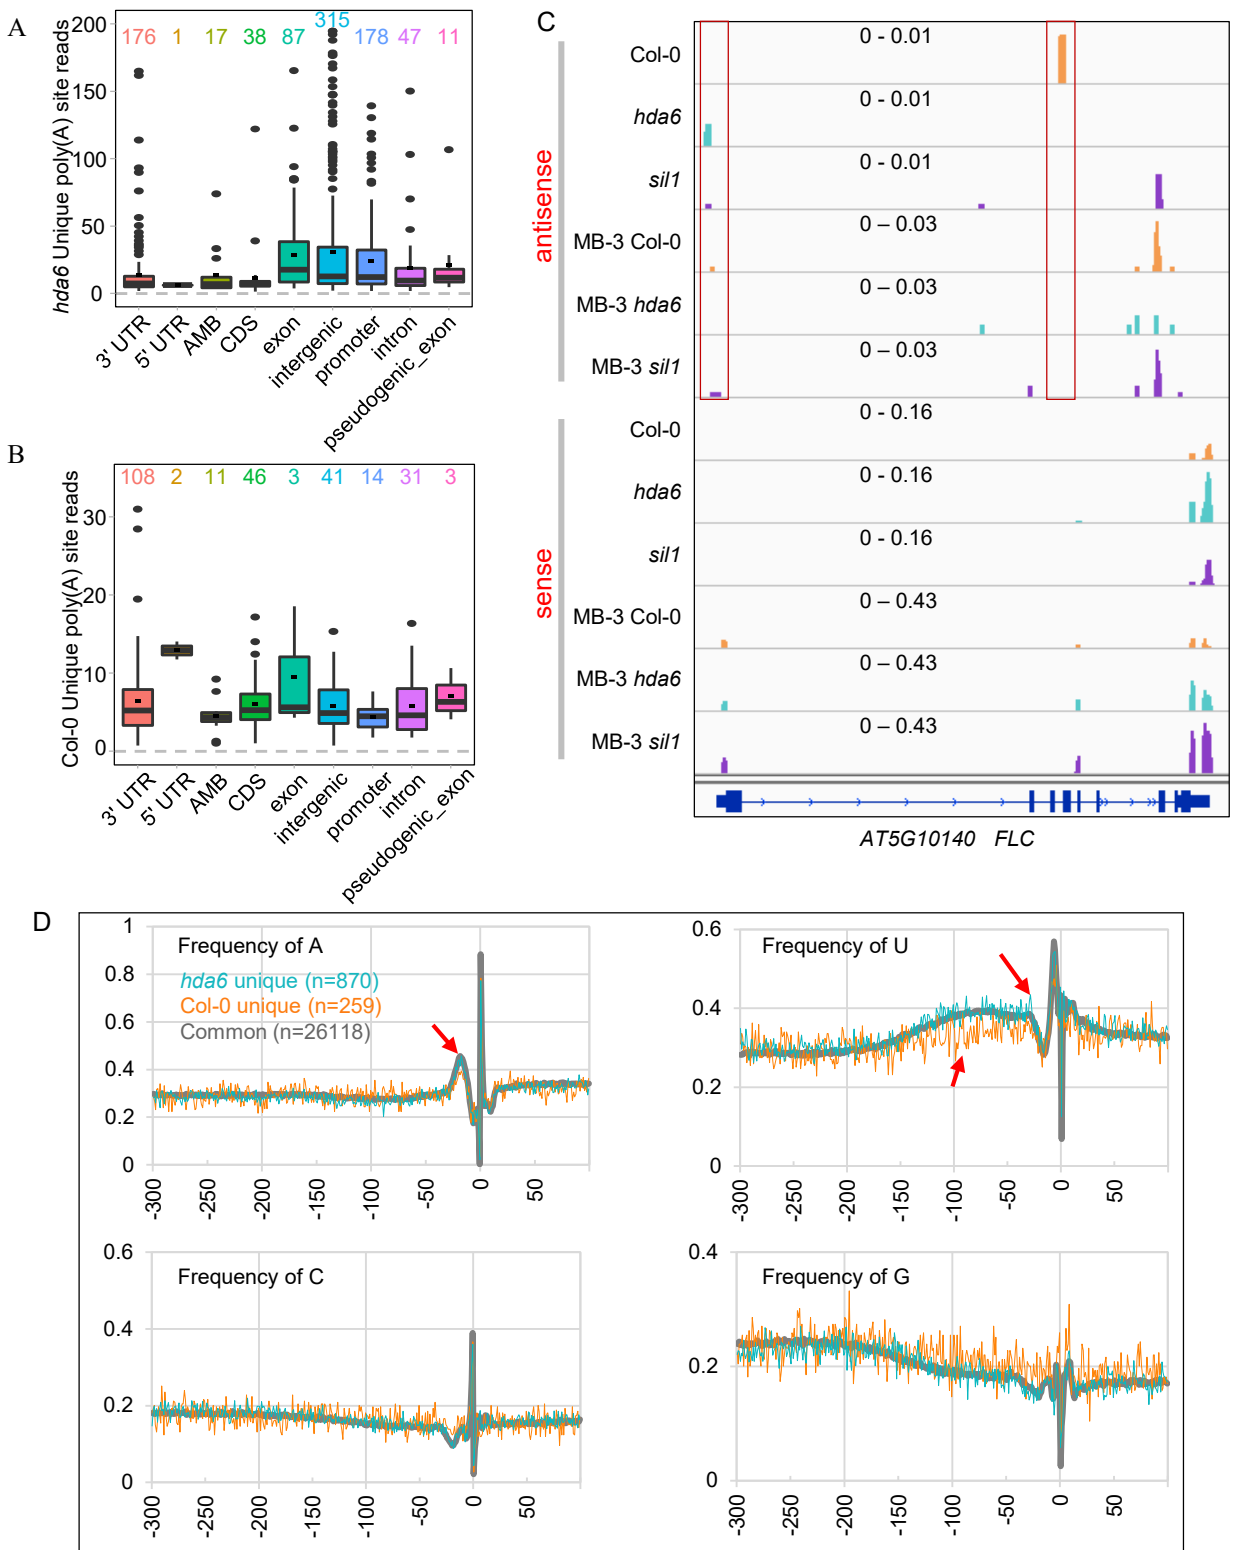 A
hda6 Unique poly(A) site reads
200
150
100
50
0
176 1 17 38 87 315 178 47 11
3' UTR
5' UTR
AMB
CDS
exon
intergenic
promoter
intron
pseudogenic_exon
B
Col-0 Unique poly(A) site reads
30
20
10
0
108 2 11 46 3 41 14 31 3
3' UTR
5' UTR
AMB
CDS
exon
intergenic
promoter
intron
pseudogenic_exon
C
antisense
Col-0 0 - 0.01
hda6 0 - 0.01
sil1 0 - 0.01
MB-3 Col-0 0 – 0.03
MB-3 hda6 0 – 0.03
MB-3 sil1 0 – 0.03
sense
Col-0 0 - 0.16
hda6 0 - 0.16
sil1 0 - 0.16
MB-3 Col-0 0 – 0.43
MB-3 hda6 0 – 0.43
MB-3 sil1 0 – 0.43
AT5G10140 FLC
D
Frequency of A
hda6 unique (n=870)
Col-0 unique (n=259)
Common (n=26118)
1
0.8
0.6
0.4
0.2
0
-300 -250 -200 -150 -100 -50 0 50
Frequency of U
0.6
0.4
0.2
0
-300 -250 -200 -150 -100 -50 0 50
Frequency of C
0.6
0.4
0.2
0
-300 -250 -200 -150 -100 -50 0 50
Frequency of G
0.4
0.2
0
-300 -250 -200 -150 -100 -50 0 50